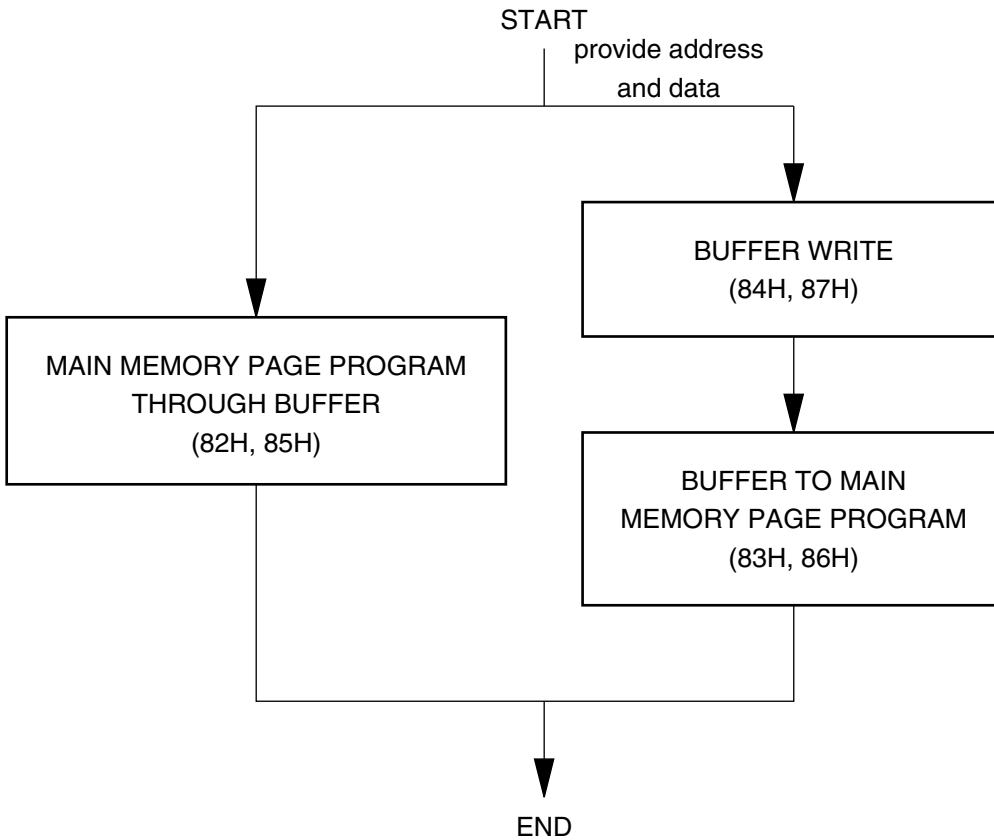 START
provide address
and data
BUFFER WRITE
(84H, 87H)
MAIN MEMORY PAGE PROGRAM
THROUGH BUFFER
(82H, 85H)
BUFFER TO MAIN
MEMORY PAGE PROGRAM
(83H, 86H)
END